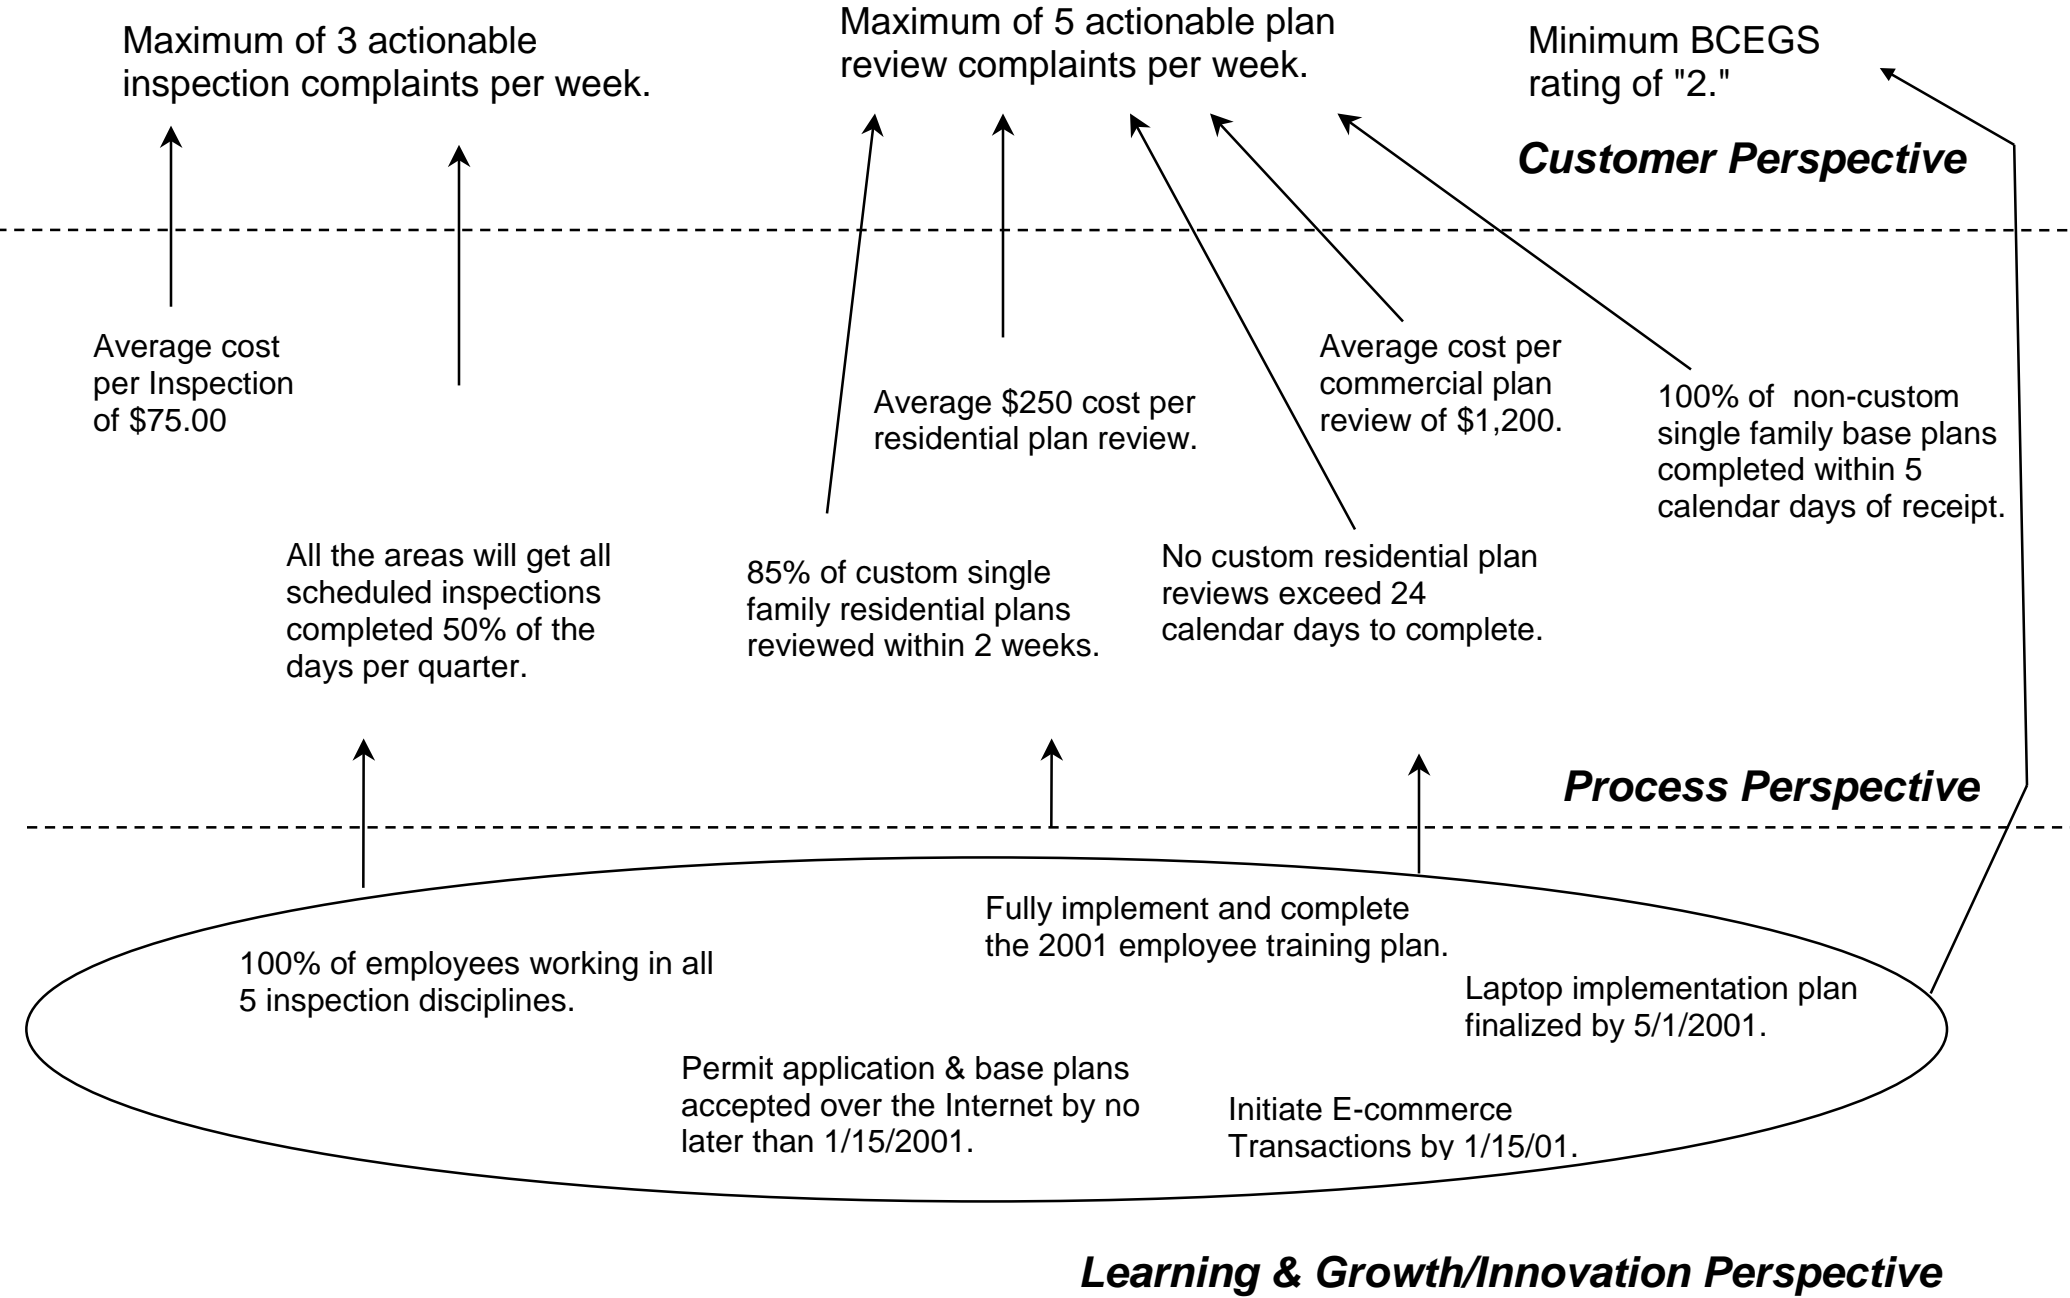 Maximum of 3 actionable
inspection complaints per week.
Maximum of 5 actionable plan
review complaints per week.
Minimum BCEGS
rating of "2."
Customer Perspective
Average cost
per Inspection
of $75.00
Average $250 cost per
residential plan review.
Average cost per
commercial plan
review of $1,200.
100% of  non-custom
single family base plans
completed within 5
calendar days of receipt.
All the areas will get all
scheduled inspections
completed 50% of the
days per quarter.
85% of custom single
family residential plans
reviewed within 2 weeks.
No custom residential plan
reviews exceed 24
calendar days to complete.
Process Perspective
Fully implement and complete
the 2001 employee training plan.
100% of employees working in all
5 inspection disciplines.
Laptop implementation plan
finalized by 5/1/2001.
Permit application & base plans
accepted over the Internet by no
later than 1/15/2001.
Initiate E-commerce
Transactions by 1/15/01.
Learning & Growth/Innovation Perspective